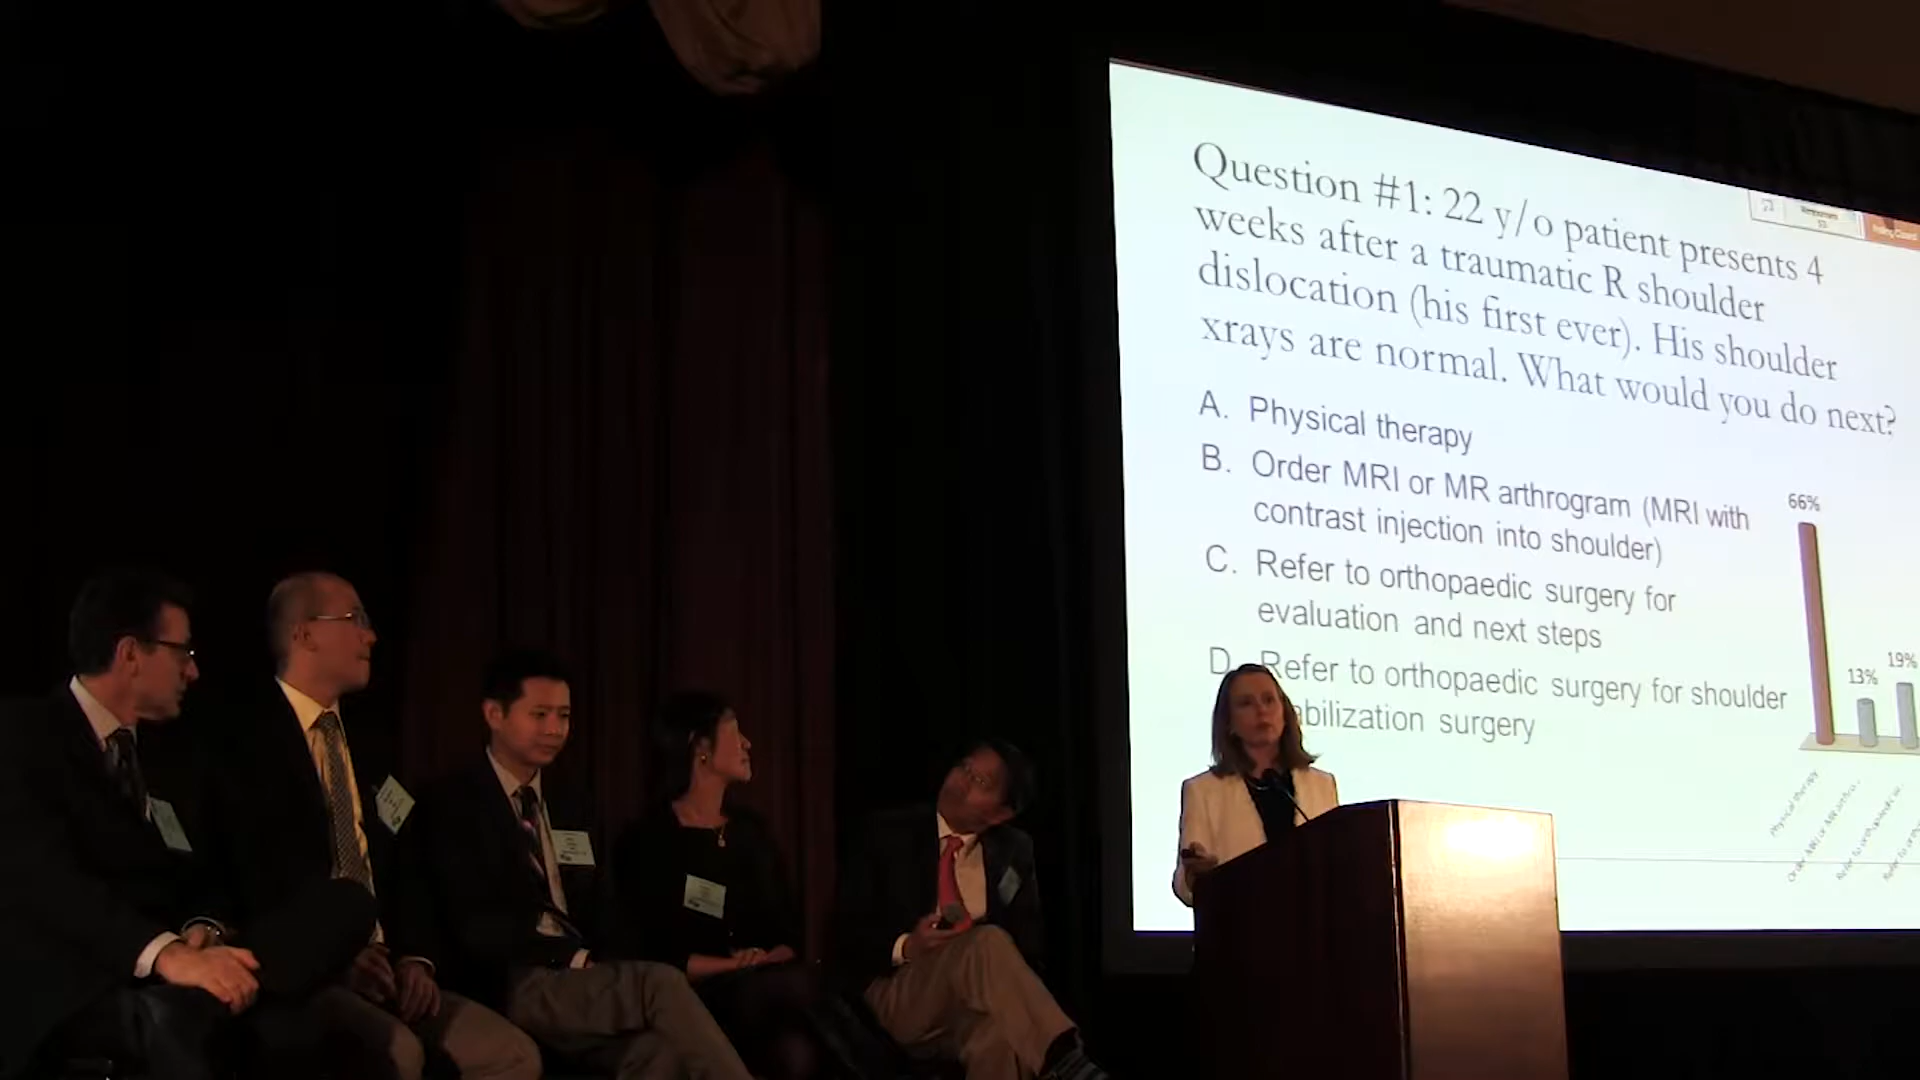 Question #1: 22 y/o patient presents 4
weeks after a traumatic R shoulder
dislocation (his first ever). His shoulder
xrays are normal. What would you do next?
A. Physical therapy
B. Order MRI or MR arthrogram (MRI with
contrast injection into shoulder)
C. Refer to orthopaedic surgery for
evaluation and next steps
D. Refer to orthopaedic surgery for shoulder
abilization surgery
66%
13%
19%
Physical therapy